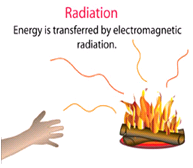 Radiation
Energy is transferred by electromagnetic
radiation.